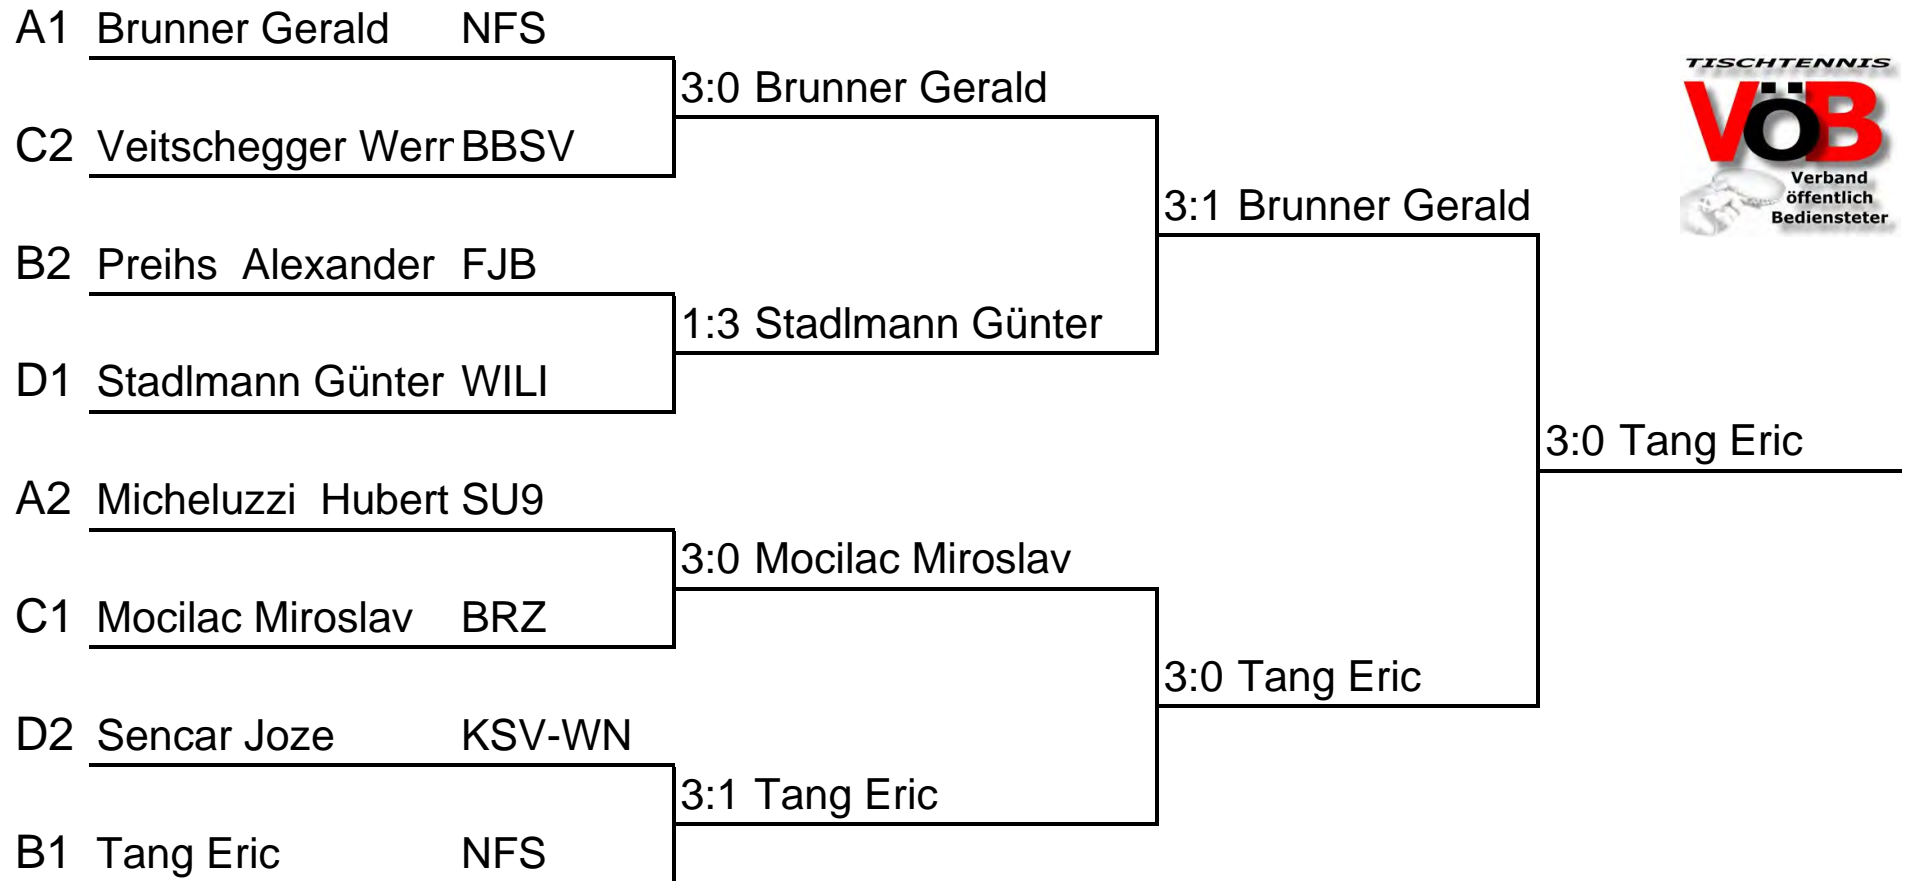 A1 Brunner Gerald NFS
3:0 Brunner Gerald
C2 Veitschegger Werr BBSV
3:1 Brunner Gerald
B2 Preihs Alexander FJB
1:3 Stadlmann Günter
D1 Stadlmann Günter WILI
3:0 Tang Eric
A2 Micheluzzi Hubert SU9
3:0 Mocilac Miroslav
C1 Mocilac Miroslav BRZ
3:0 Tang Eric
D2 Sencar Joze KSV-WN
3:1 Tang Eric
B1 Tang Eric NFS
TISCHTENNIS
VÖB
Verband
öffentlich
Bediensteter